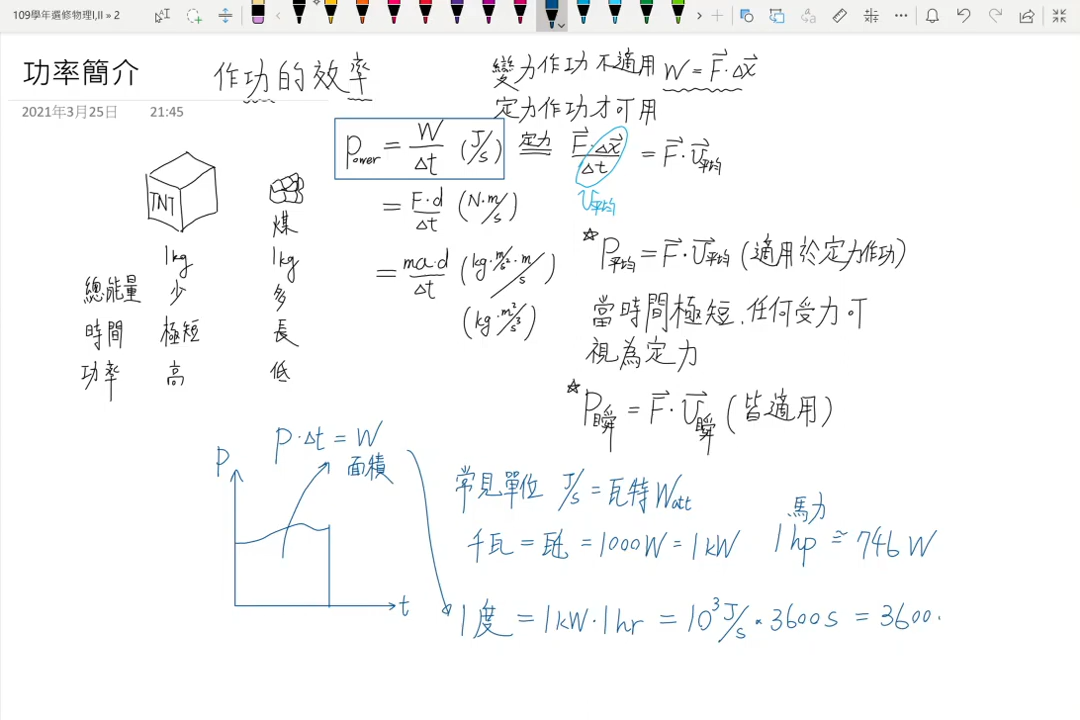 109學年選修物理I,II » 2
功率簡介
作功的效率
2021年3月25日 21:45
變力作功不適用 W = F⃗·Δx⃗
定力作功才可用
Power = W/Δt (J/s) 定力 = F⃗·Δx⃗/Δt = F⃗·v⃗平均
v平均
= F·d/Δt (N·m/s)
= ma·d/Δt (kg·m/s²·m/s)
(kg·m²/s³)
TNT 煤
1kg 1kg
總能量 少 多
時間 極短 長
功率 高 低
☆ P平均 = F⃗·v⃗平均 (適用於定力作功)
當時間極短,任何受力可
視為定力
☆ P瞬 = F⃗·v⃗瞬 (皆適用)
P·Δt = W
面積
P
t
常見單位 J/s = 瓦特 Watt
千瓦 = 瓩 = 1000W = 1kW
馬力
1hp ≅ 746 W
1度 = 1kW·1hr = 10³ J/s × 3600s = 3600·